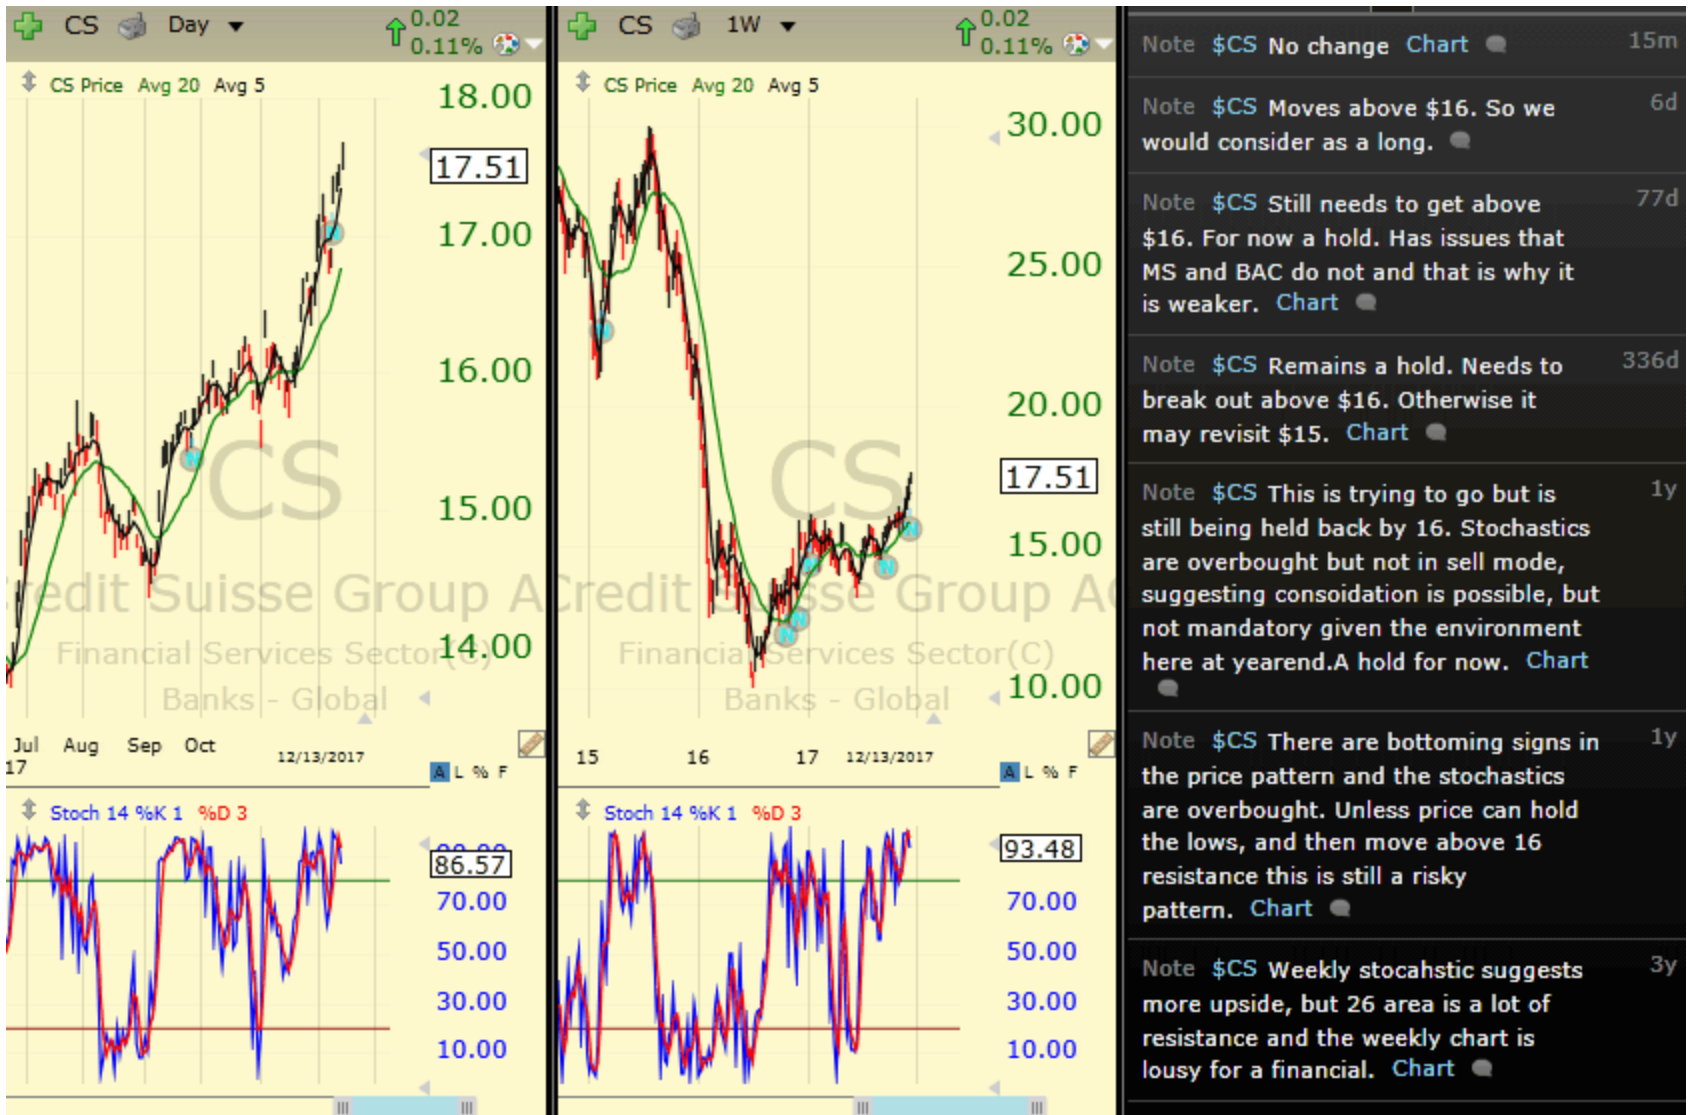 CS Day 0.02
0.11%
CS Price Avg 20 Avg 5
18.00
17.51
17.00
16.00
15.00
14.00
CS
Credit Suisse Group A
Financial Services Sector(C)
Banks - Global
N
N
Jul Aug Sep Oct
17
12/13/2017
A L % F
Stoch 14 %K 1 %D 3
90.00
86.57
70.00
50.00
30.00
10.00
CS 1W 0.02
0.11%
CS Price Avg 20 Avg 5
30.00
25.00
20.00
17.51
15.00
10.00
CS
Credit Suisse Group AG
Financial Services Sector(C)
Banks - Global
N
N
N
N
N
N
15 16 17 12/13/2017
A L % F
Stoch 14 %K 1 %D 3
93.48
70.00
50.00
30.00
10.00
Note $CS No change Chart 15m
Note $CS Moves above $16. So we 6d
would consider as a long.
Note $CS Still needs to get above 77d
$16. For now a hold. Has issues that
MS and BAC do not and that is why it
is weaker. Chart
Note $CS Remains a hold. Needs to 336d
break out above $16. Otherwise it
may revisit $15. Chart
Note $CS This is trying to go but is 1y
still being held back by 16. Stochastics
are overbought but not in sell mode,
suggesting consoidation is possible, but
not mandatory given the environment
here at yearend.A hold for now. Chart
Note $CS There are bottoming signs in 1y
the price pattern and the stochastics
are overbought. Unless price can hold
the lows, and then move above 16
resistance this is still a risky
pattern. Chart
Note $CS Weekly stocahstic suggests 3y
more upside, but 26 area is a lot of
resistance and the weekly chart is
lousy for a financial. Chart